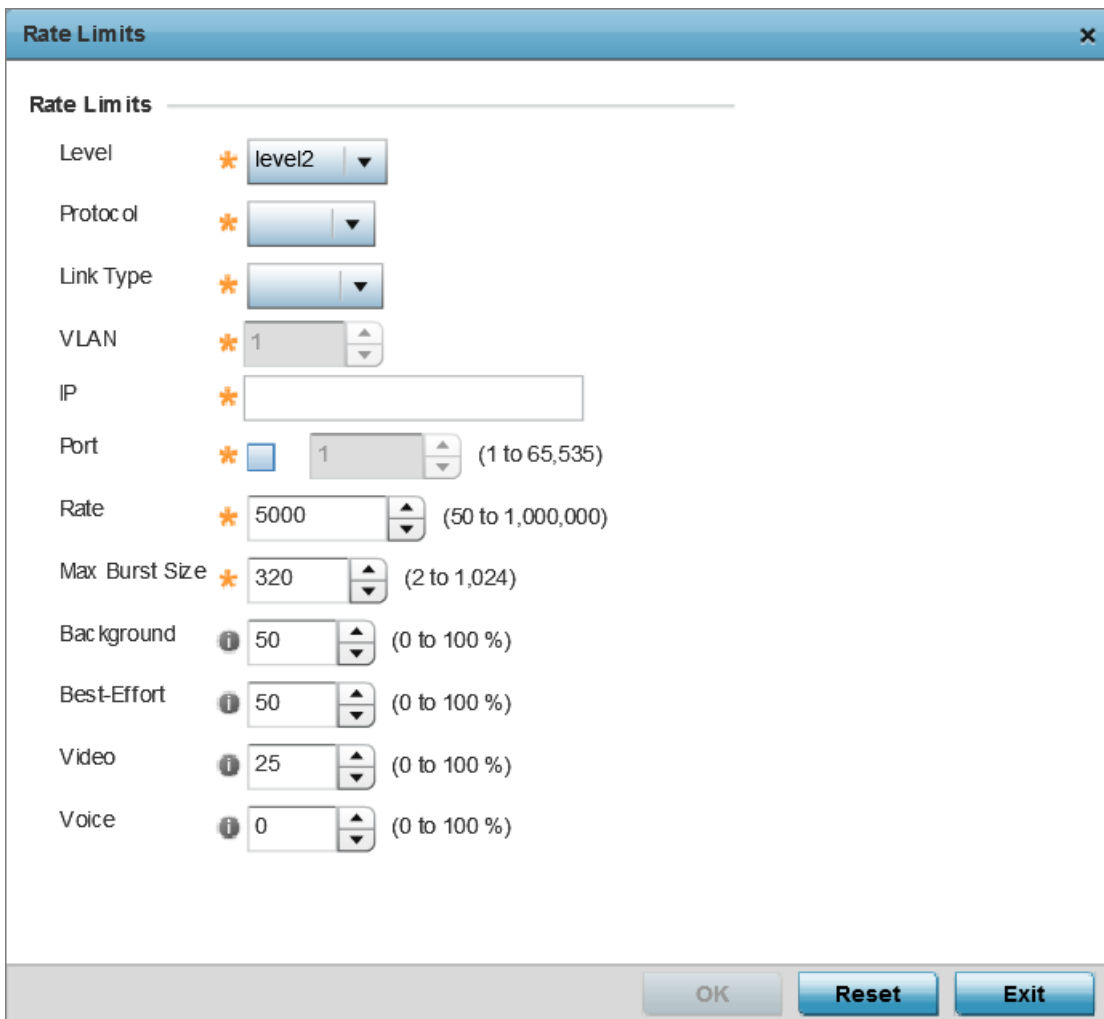 Rate Limits
Rate Limits
Level level2
Protocol
Link Type
VLAN 1
IP
Port 1 (1 to 65,535)
Rate 5000 (50 to 1,000,000)
Max Burst Size 320 (2 to 1,024)
Background 50 (0 to 100 %)
Best-Effort 50 (0 to 100 %)
Video 25 (0 to 100 %)
Voice 0 (0 to 100 %)
OK Reset Exit